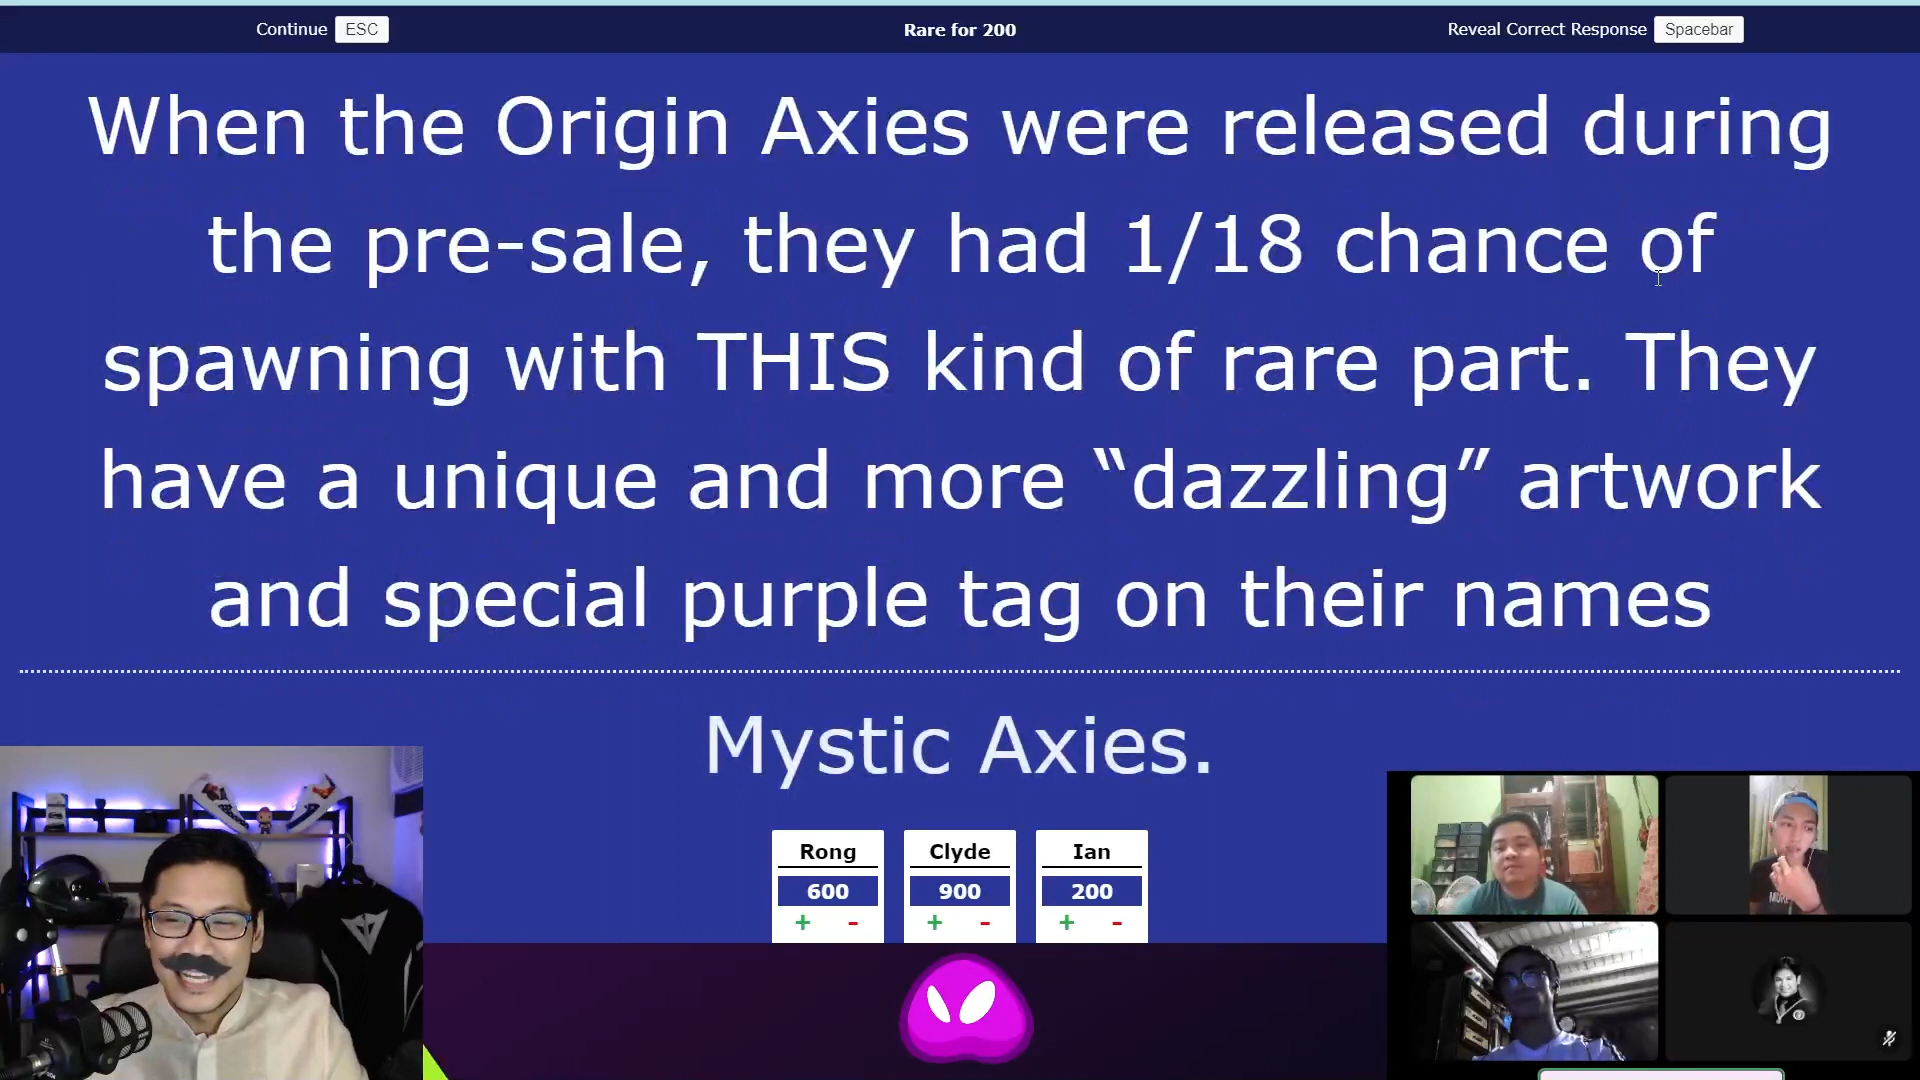 Continue ESC
Rare for 200
Reveal Correct Response Spacebar
When the Origin Axies were released during
the pre-sale, they had 1/18 chance of
spawning with THIS kind of rare part. They
have a unique and more “dazzling” artwork
and special purple tag on their names
Mystic Axies.
Rong
600
+ -
Clyde
900
+ -
Ian
200
+ -